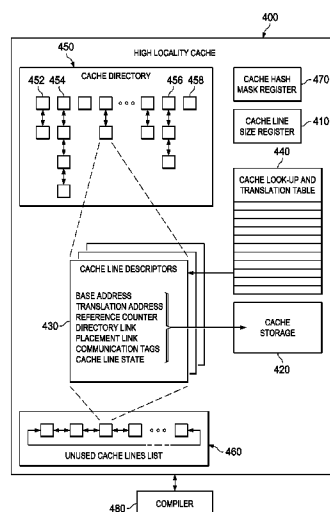 400
HIGH LOCALITY CACHE
450
CACHE DIRECTORY
452
454
456
458
CACHE HASH
MASK REGISTER
470
CACHE LINE
SIZE REGISTER
410
440
CACHE LOOK-UP AND
TRANSLATION TABLE
CACHE LINE DESCRIPTORS
BASE ADDRESS
TRANSLATION ADDRESS
REFERENCE COUNTER
DIRECTORY LINK
PLACEMENT LINK
COMMUNICATION TAGS
CACHE LINE STATE
430
CACHE
STORAGE
420
UNUSED CACHE LINES LIST
460
COMPILER
480